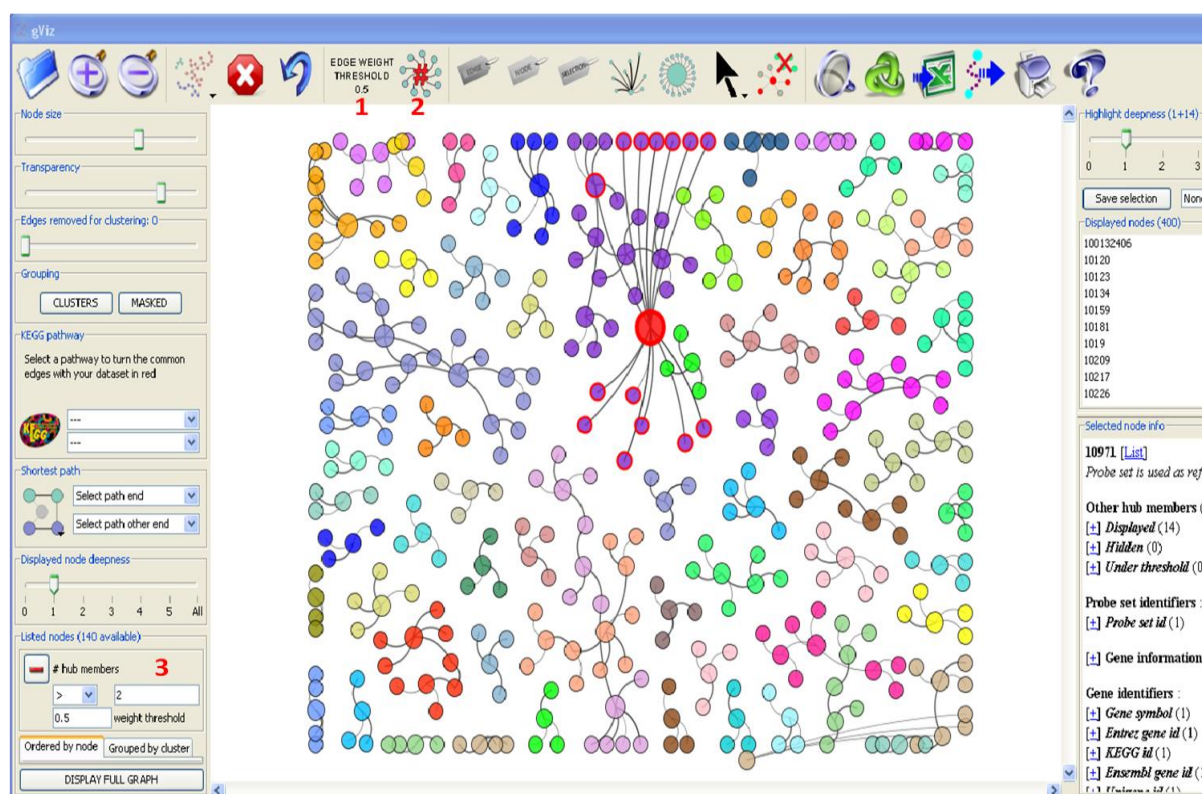 gViz
EDGE WEIGHT
THRESHOLD
0.5
1
2
#
EDGE
NODE
SELECTION
Node size
Transparency
Edges removed for clustering: 0
Grouping
CLUSTERS
MASKED
KEGG pathway
Select a pathway to turn the common
edges with your dataset in red
KEGG
---
---
Shortest path
Select path end
Select path other end
Displayed node deepness
0 1 2 3 4 5 All
Listed nodes (140 available)
# hub members
3
>
2
0.5
weight threshold
Ordered by node
Grouped by cluster
DISPLAY FULL GRAPH
Highlight deepness (1+14)
0 1 2 3
Save selection
None
Displayed nodes (400)
100132406
10120
10123
10134
10159
10181
1019
10209
10217
10226
Selected node info
10971 [List]
Probe set is used as ref
Other hub members (
[+] Displayed (14)
[+] Hidden (0)
[+] Under threshold (0
Probe set identifiers :
[+] Probe set id (1)
[+] Gene information
Gene identifiers :
[+] Gene symbol (1)
[+] Entrez gene id (1)
[+] KEGG id (1)
[+] Ensembl gene id (